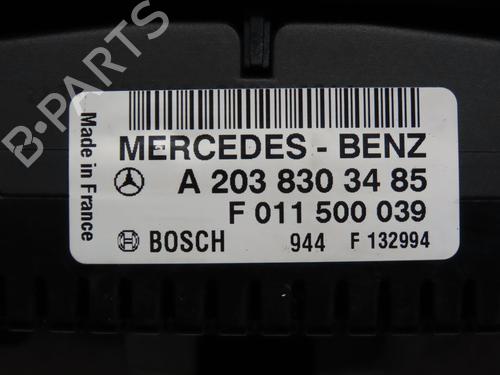 MERCEDES - BENZ
A 203 830 34 85
F 011 500 039
BOSCH 944 F 132994
Made in France
B-PARTS